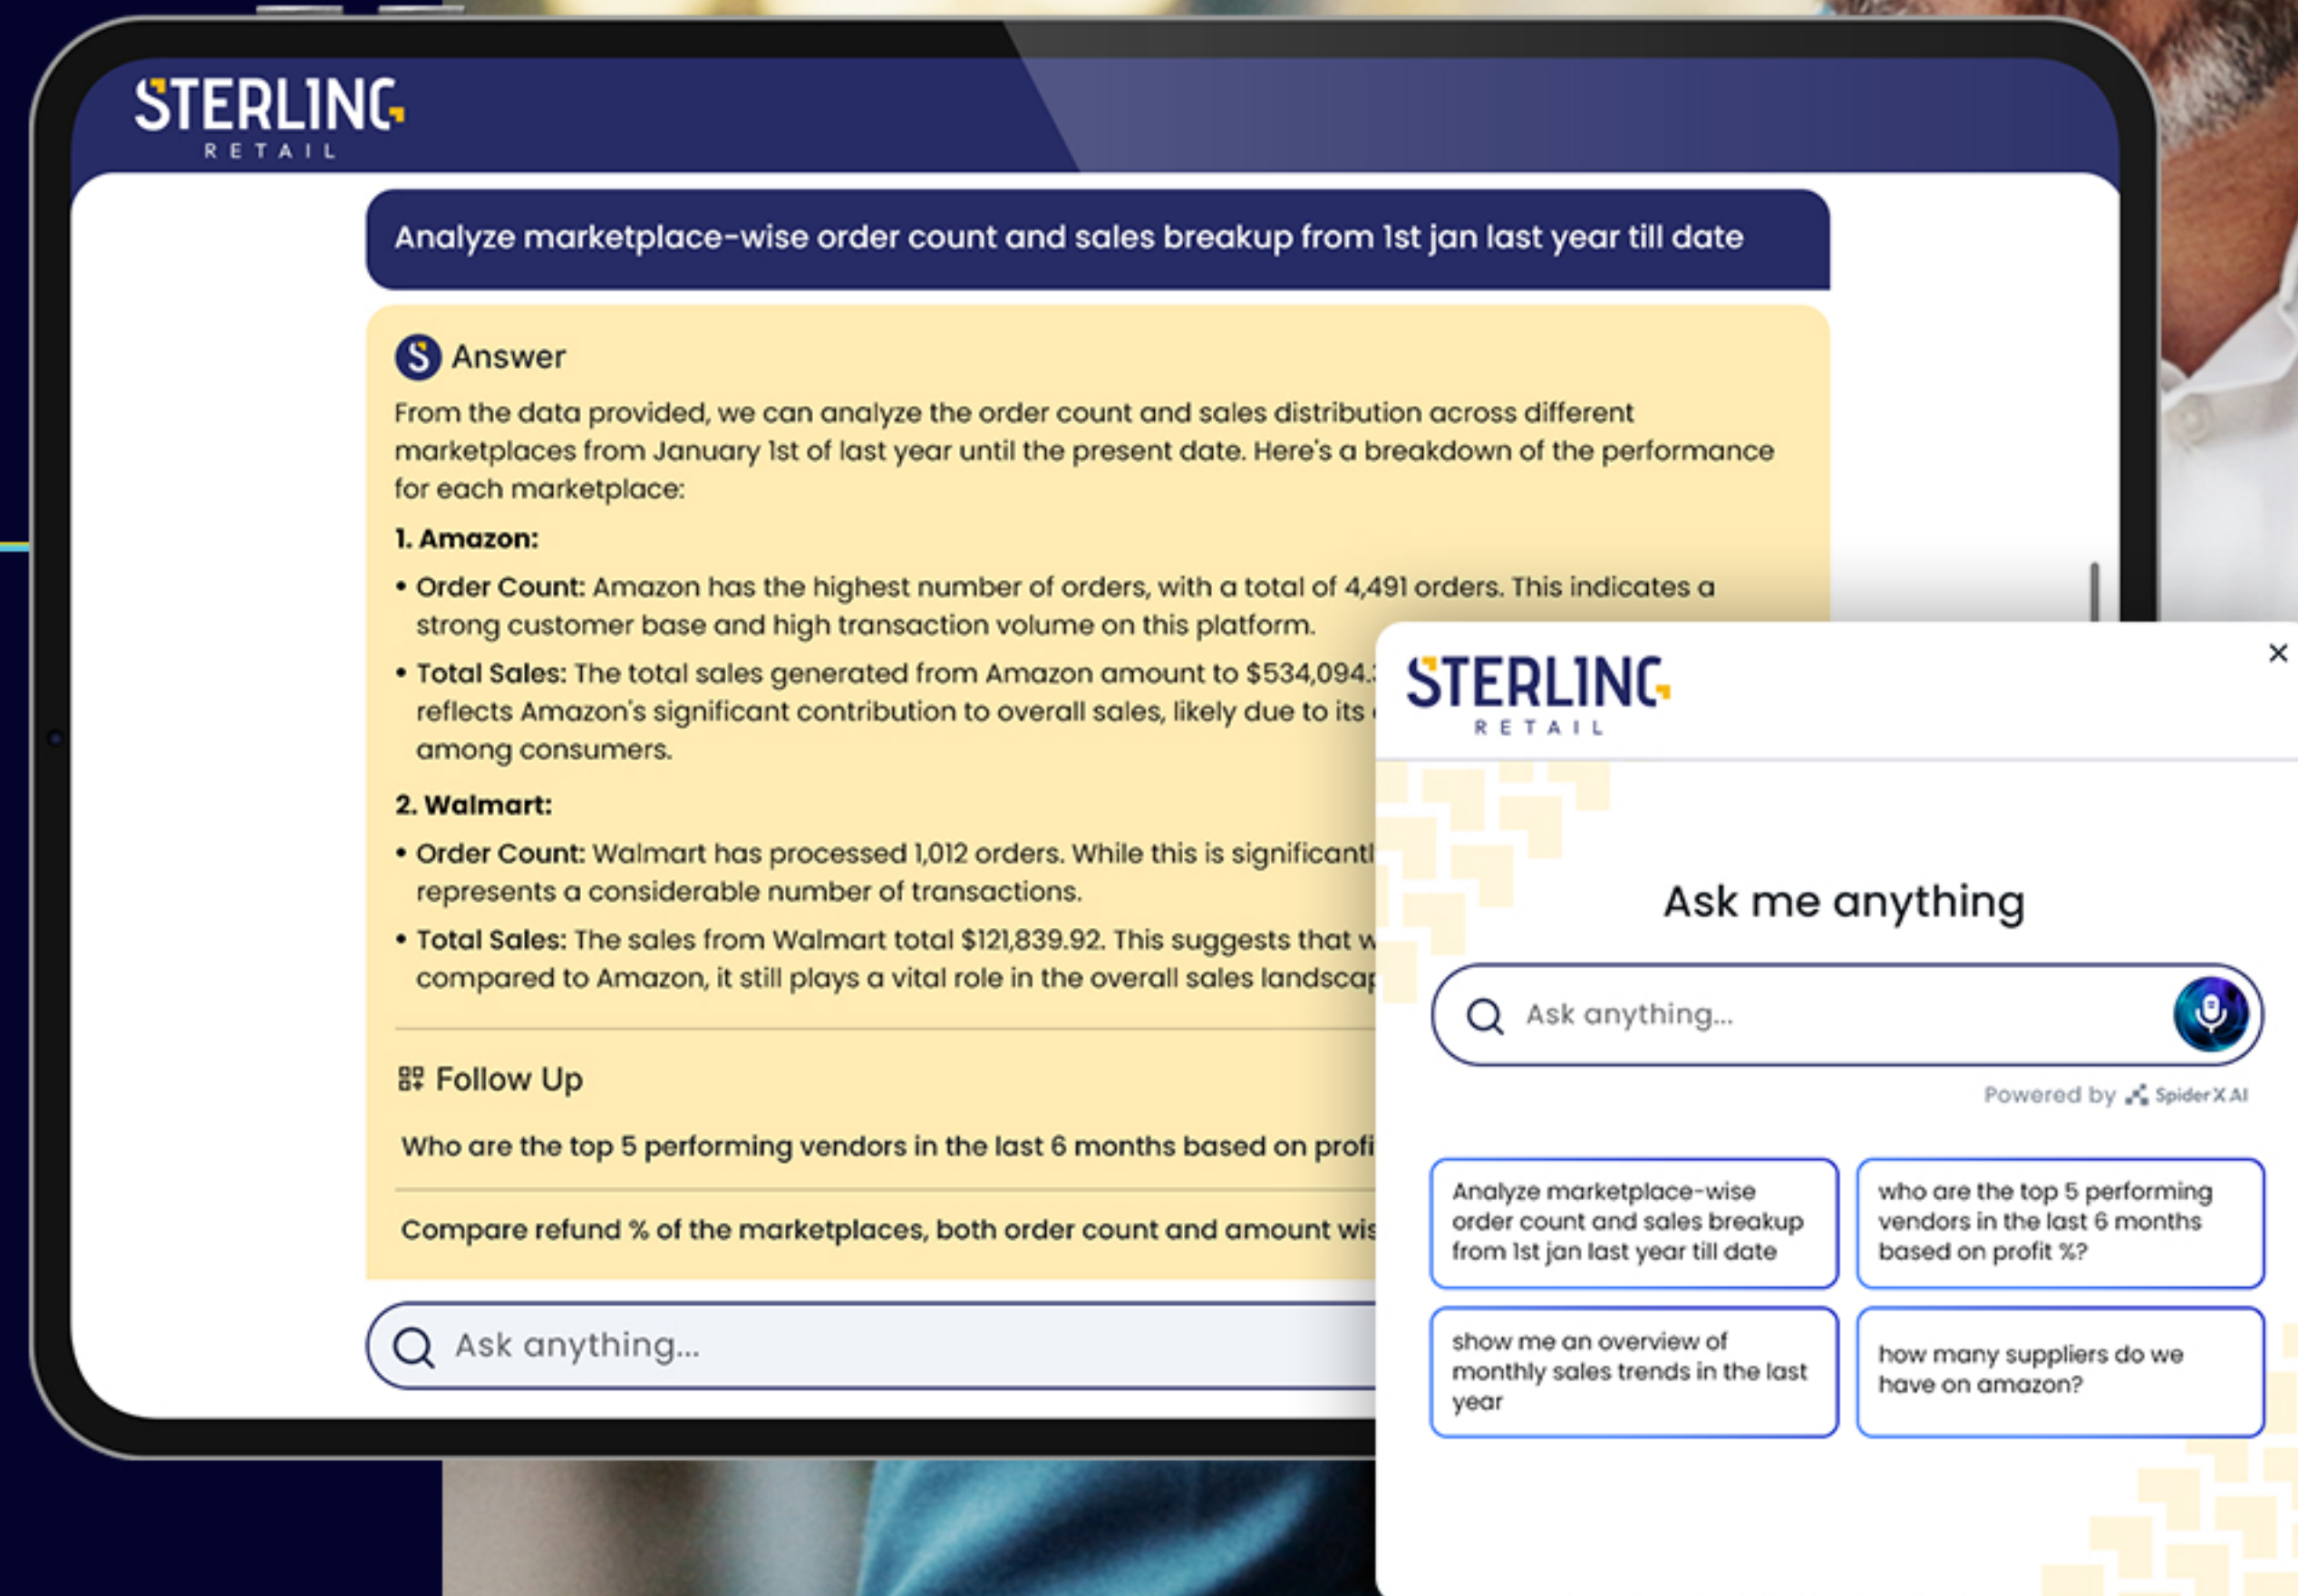 STERLING
RETAIL
Analyze marketplace-wise order count and sales breakup from 1st jan last year till date
Answer
From the data provided, we can analyze the order count and sales distribution across different
marketplaces from January 1st of last year until the present date. Here's a breakdown of the performance
for each marketplace:
1. Amazon:
• Order Count: Amazon has the highest number of orders, with a total of 4,491 orders. This indicates a
strong customer base and high transaction volume on this platform.
• Total Sales: The total sales generated from Amazon amount to $534,094.
reflects Amazon's significant contribution to overall sales, likely due to its
among consumers.
2. Walmart:
• Order Count: Walmart has processed 1,012 orders. While this is
represents a considerable number of transactions.
• Total Sales: The sales from Walmart total $121,839.92. This suggests that
compared to Amazon, it still plays a vital role in the overall sales
Follow Up
Who are the top 5 performing vendors in the last 6 months based on
Compare refund % of the marketplaces, both order count and amount
Ask anything...
STERLING
RETAIL
Ask me anything
Ask anything...
Powered by SpiderX AI
Analyze marketplace-wise
order count and sales breakup
from 1st jan last year till date
who are the top 5 performing
vendors in the last 6 months
based on profit %?
show me an overview of
monthly sales trends in the last
year
how many suppliers do we
have on amazon?